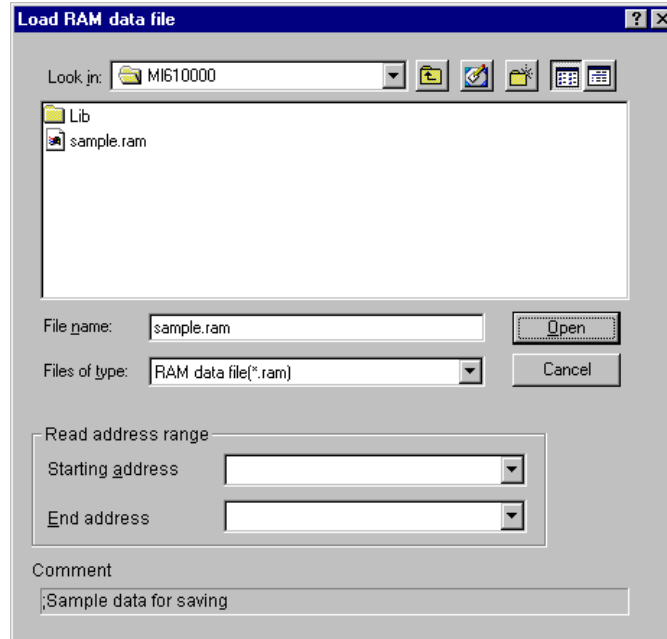 Load RAM data file
Look in: MI610000
Lib
sample.ram
File name: sample.ram Open
Files of type: RAM data file(*.ram) Cancel
Read address range
Starting address
End address
Comment
;Sample data for saving